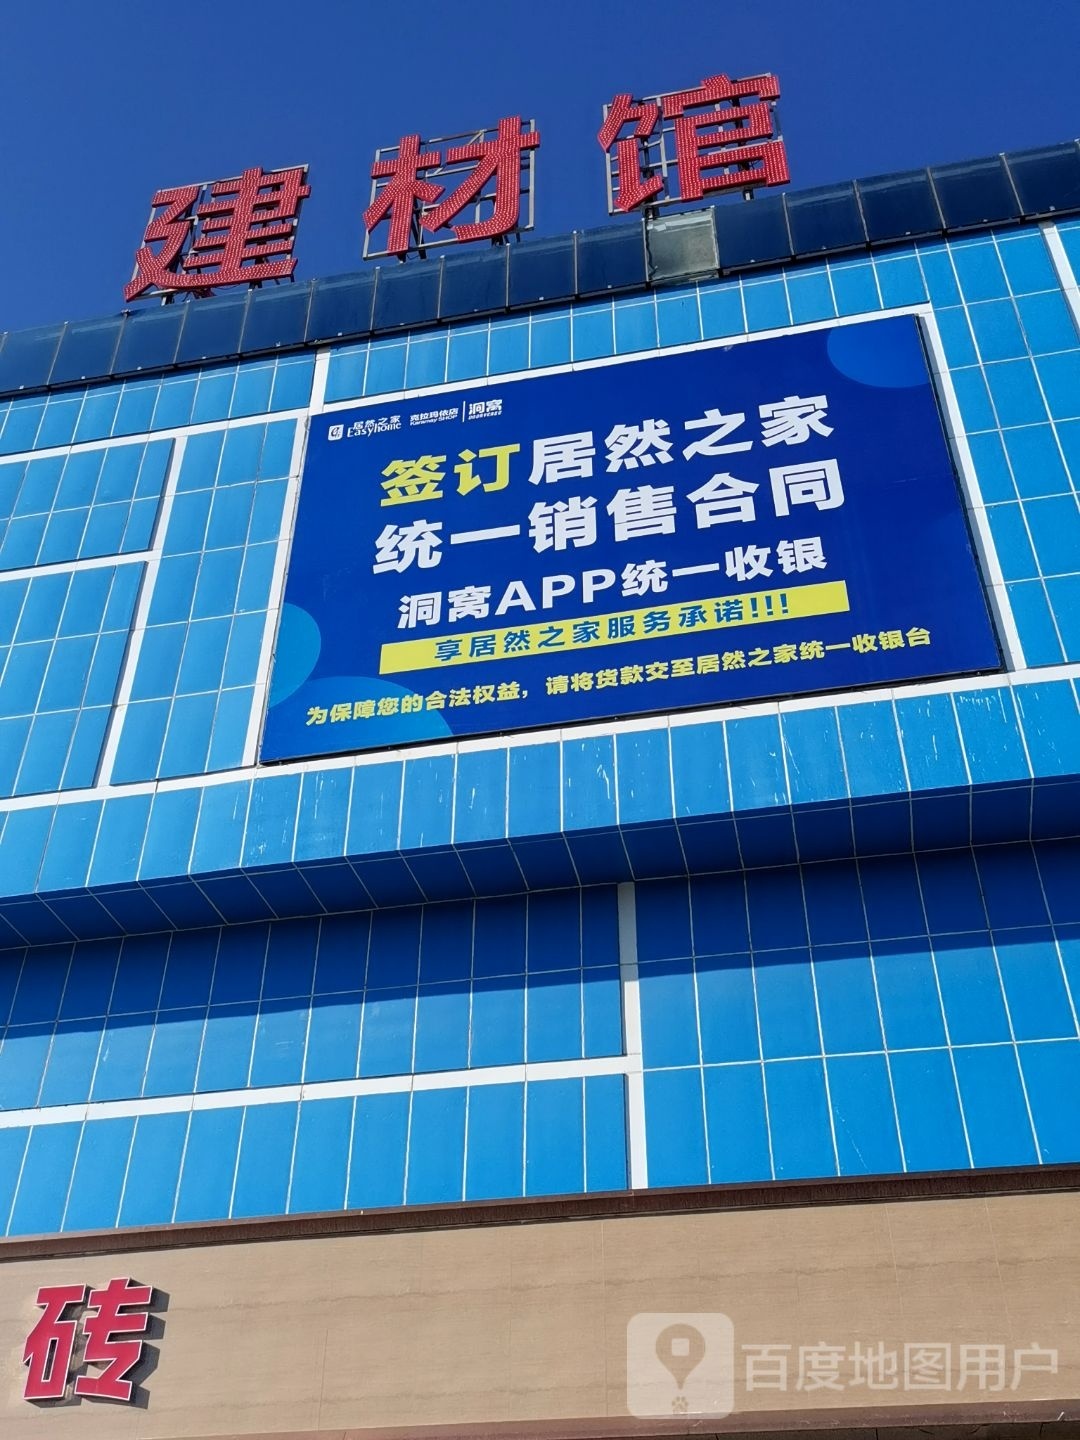 建材馆
居然之家 Easyhome 克拉玛依店 Karamay SHOP 洞窝
签订居然之家
统一销售合同
洞窝APP统一收银
享居然之家服务承诺!!!
为保障您的合法权益，请将货款交至居然之家统一收银台
砖
百度地图用户